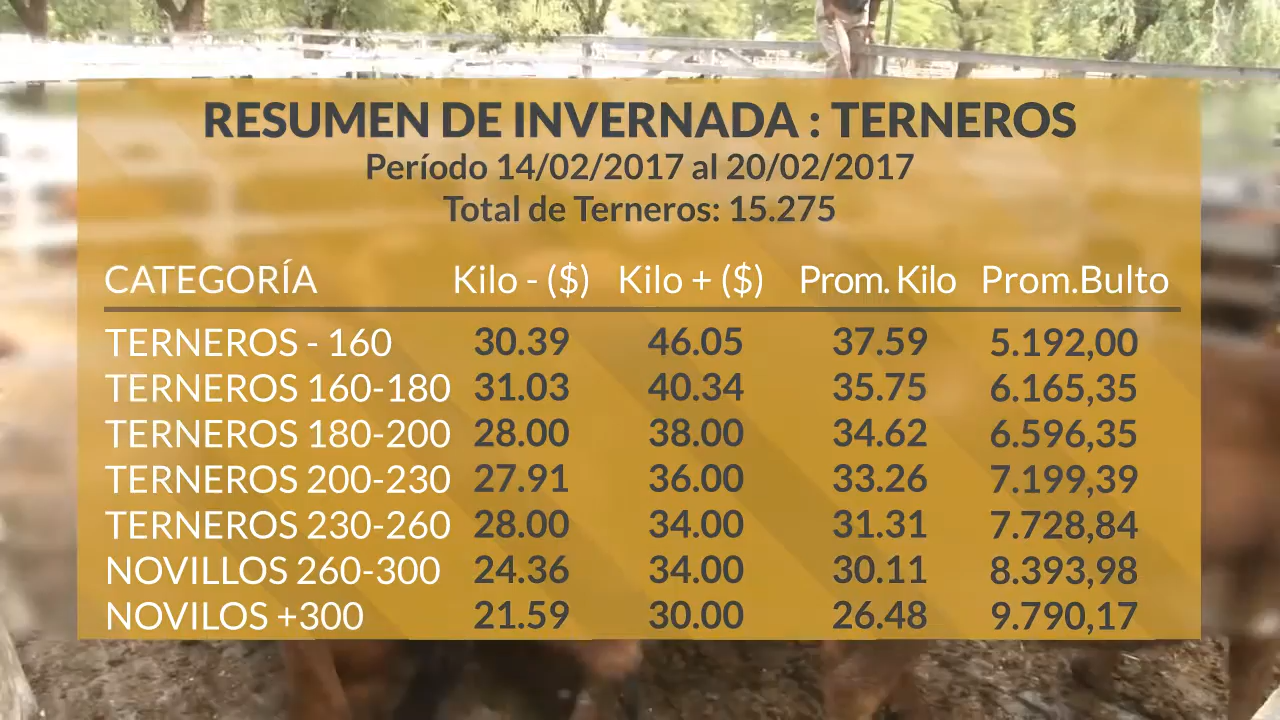 RESUMEN DE INVERNADA : TERNEROS
Período 14/02/2017 al 20/02/2017
Total de Terneros: 15.275
CATEGORÍA Kilo - ($) Kilo + ($) Prom. Kilo Prom.Bulto
TERNEROS - 160 30.39 46.05 37.59 5.192,00
TERNEROS 160-180 31.03 40.34 35.75 6.165,35
TERNEROS 180-200 28.00 38.00 34.62 6.596,35
TERNEROS 200-230 27.91 36.00 33.26 7.199,39
TERNEROS 230-260 28.00 34.00 31.31 7.728,84
NOVILLOS 260-300 24.36 34.00 30.11 8.393,98
NOVILOS +300 21.59 30.00 26.48 9.790,17